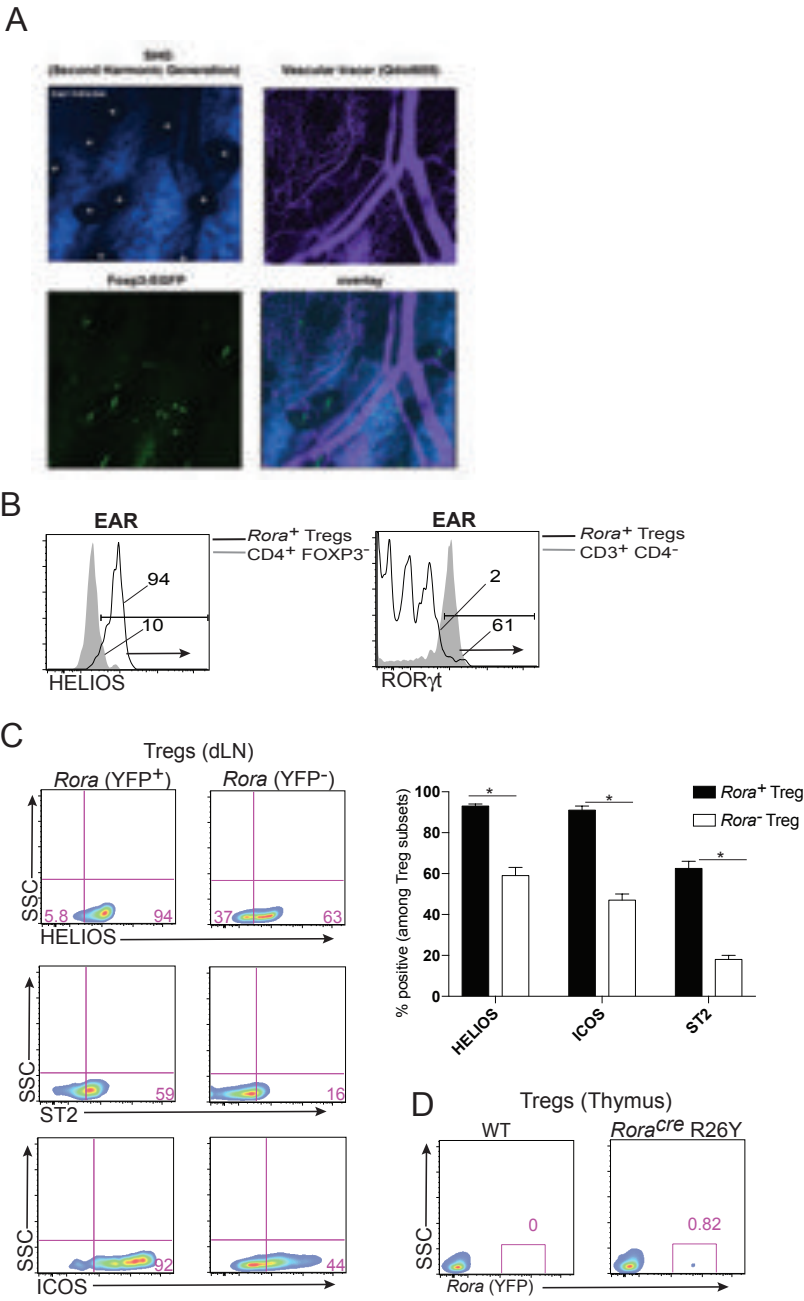 A
SHG
(Second Harmonic Generation)
Vascular tracer (Qdot655)
Foxp3-EGFP
overlay
B
EAR
Rora+ Tregs
CD4+ FOXP3-
94
10
HELIOS
EAR
Rora+ Tregs
CD3+ CD4-
2
61
RORγt
C
Tregs (dLN)
Rora (YFP+)
Rora (YFP-)
SSC
5.8
94
37
63
HELIOS
SSC
59
16
ST2
92
44
ICOS
% positive (among Treg subsets)
100
80
60
40
20
0
*
*
*
HELIOS
ICOS
ST2
Rora+ Treg
Rora- Treg
D
Tregs (Thymus)
WT
Roracre R26Y
SSC
0
0.82
Rora (YFP)